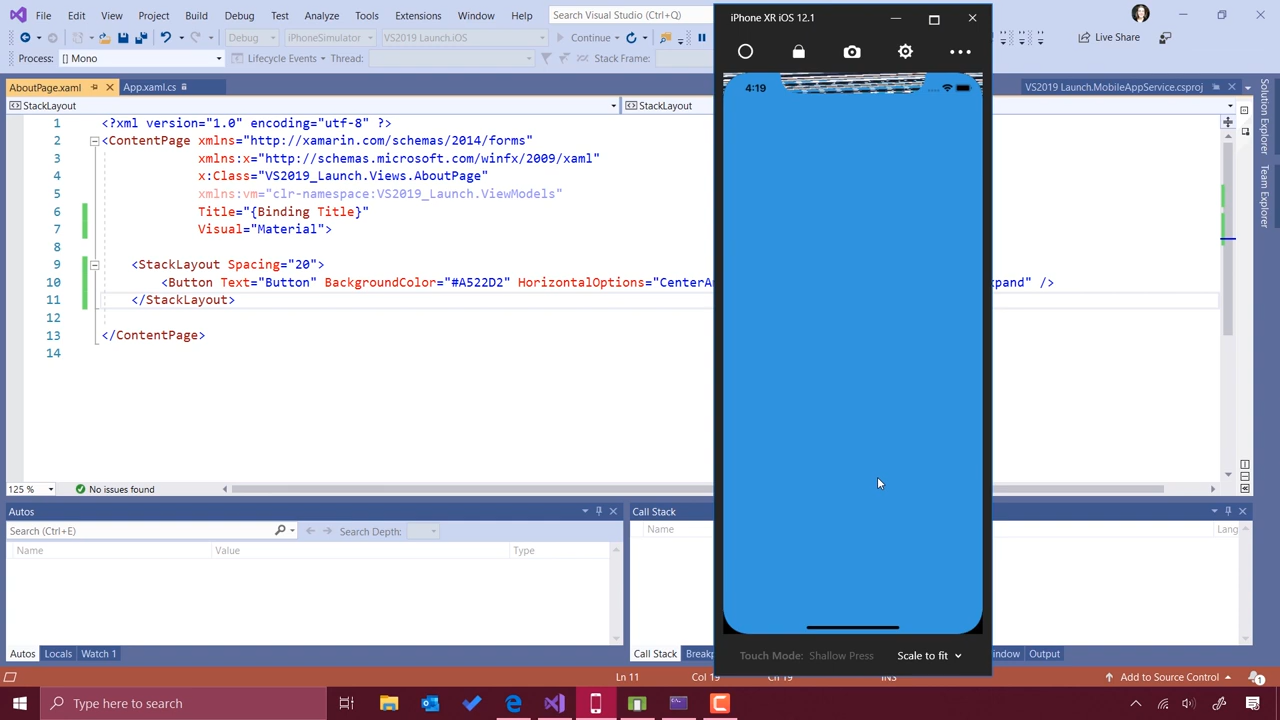 File Edit View Project Build Debug Test Analyze Tools Extensions Window Help Search Visual Studio (Ctrl+Q)
Debug iPhoneSimulator VS2019 Launch.iOS Continue Live Share
Process: [] Mono Lifecycle Events Thread: Stack Frame:
AboutPage.xaml App.xaml.cs VS2019 Launch.MobileAppService.csproj
StackLayout StackLayout
1 <?xml version="1.0" encoding="utf-8" ?>
2 <ContentPage xmlns="http://xamarin.com/schemas/2014/forms"
3 xmlns:x="http://schemas.microsoft.com/winfx/2009/xaml"
4 x:Class="VS2019_Launch.Views.AboutPage"
5 xmlns:vm="clr-namespace:VS2019_Launch.ViewModels"
6 Title="{Binding Title}"
7 Visual="Material">
8
9 <StackLayout Spacing="20">
10 <Button Text="Button" BackgroundColor="#A522D2" HorizontalOptions="CenterA xpand" />
11 </StackLayout>
12
13 </ContentPage>
14
125 % No issues found
Solution Explorer
Team Explorer
iPhone XR iOS 12.1
4:19
Touch Mode: Shallow Press Scale to fit
Autos
Search (Ctrl+E) Search Depth:
Name Value Type
Autos Locals Watch 1
Call Stack
Name Lang
Call Stack Breakp indow Output
Ln 11 Col 19 Ch 19 INS Add to Source Control 1
Type here to search